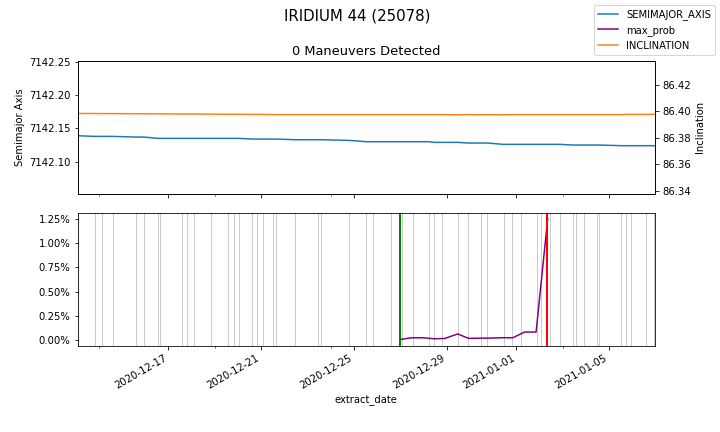 IRIDIUM 44 (25078)
SEMIMAJOR_AXIS
max_prob
INCLINATION
0 Maneuvers Detected
7142.25
7142.20
7142.15
7142.10
Semimajor Axis
86.42
86.40
86.38
86.36
86.34
Inclination
1.25%
1.00%
0.75%
0.50%
0.25%
0.00%
2020-12-17
2020-12-21
2020-12-25
2020-12-29
2021-01-01
2021-01-05
extract_date